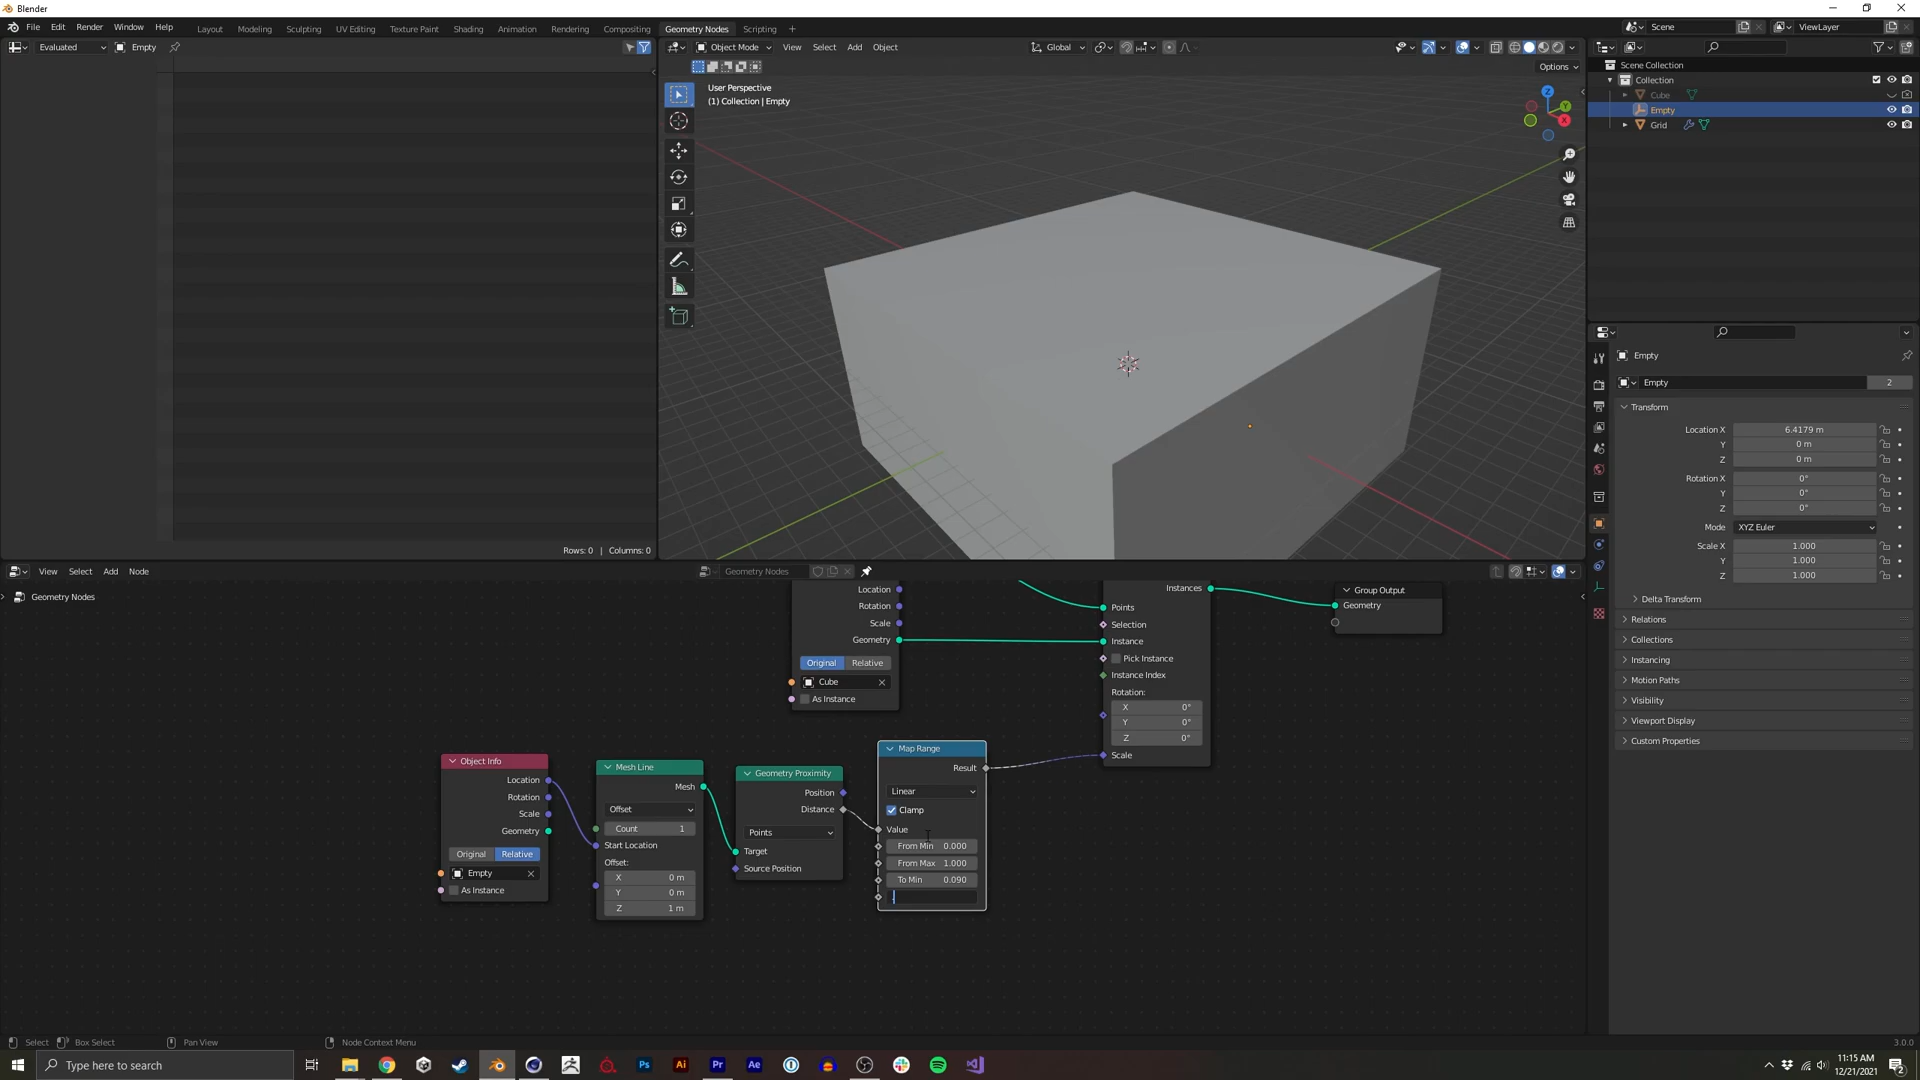 Blender
File Edit Render Window Help Layout Modeling Sculpting UV Editing Texture Paint Shading Animation Rendering Compositing Geometry Nodes Scripting + Scene ViewLayer
Evaluated Empty Object Mode View Select Add Object Global
Options
User Perspective
(1) Collection | Empty
Z
Y
X
Scene Collection
Collection
Cube
Empty
Grid
Empty
Empty 2
Transform
Location X 6.4179 m
Y 0 m
Z 0 m
Rotation X 0°
Y 0°
Z 0°
Mode XYZ Euler
Scale X 1.000
Y 1.000
Z 1.000
Delta Transform
Relations
Collections
Instancing
Motion Paths
Visibility
Viewport Display
Custom Properties
Rows: 0 | Columns: 0
View Select Add Node Geometry Nodes
Geometry Nodes
Location
Rotation
Scale
Geometry
Original Relative
Cube
As Instance
Instances
Points
Selection
Instance
Pick Instance
Instance Index
Rotation:
X 0°
Y 0°
Z 0°
Scale
Group Output
Geometry
Object Info
Location
Rotation
Scale
Geometry
Original Relative
Empty
As Instance
Mesh Line
Mesh
Offset
Count 1
Start Location
Offset:
X 0 m
Y 0 m
Z 1 m
Geometry Proximity
Position
Distance
Points
Target
Source Position
Map Range
Result
Linear
Clamp
Value
From Min 0.000
From Max 1.000
To Min 0.090
Select Box Select Pan View Node Context Menu 3.0.0
Type here to search Ps Ai Pr Ae 11:15 AM
12/21/2021
2